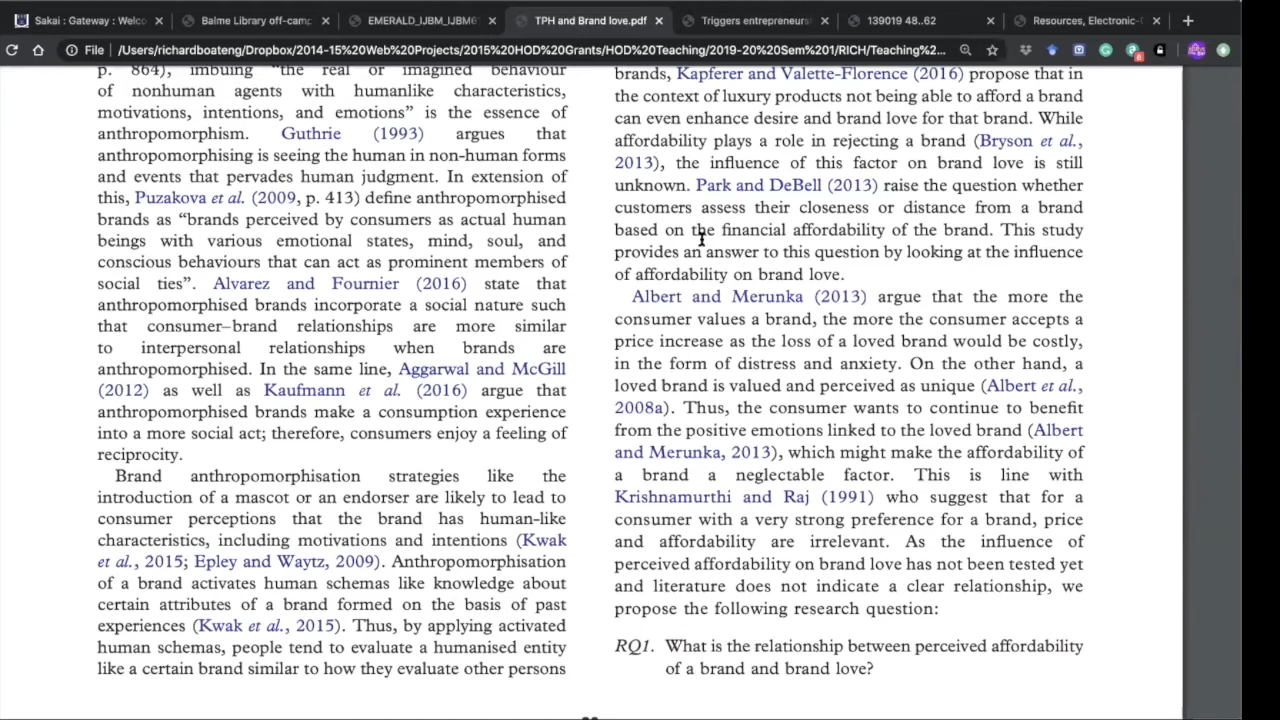 Sakai : Gateway : Welco
Balme Library off-camp
EMERALD_IJBM_IJBM6
TPH and Brand love.pdf
Triggers entrepreneurs
139019 48..62
Resources, Electronic-
File | /Users/richardboateng/Dropbox/2014-15%20Web%20Projects/2015%20HOD%20Grants/HOD%20Teaching/2019-20%20Sem%201/RICH/Teaching%2...
p. 864), imbuing “the real or imagined behaviour
of nonhuman agents with humanlike characteristics,
motivations, intentions, and emotions” is the essence of
anthropomorphism. Guthrie (1993) argues that
anthropomorphising is seeing the human in non-human forms
and events that pervades human judgment. In extension of
this, Puzakova et al. (2009, p. 413) define anthropomorphised
brands as “brands perceived by consumers as actual human
beings with various emotional states, mind, soul, and
conscious behaviours that can act as prominent members of
social ties”. Alvarez and Fournier (2016) state that
anthropomorphised brands incorporate a social nature such
that consumer–brand relationships are more similar
to interpersonal relationships when brands are
anthropomorphised. In the same line, Aggarwal and McGill
(2012) as well as Kaufmann et al. (2016) argue that
anthropomorphised brands make a consumption experience
into a more social act; therefore, consumers enjoy a feeling of
reciprocity.
Brand anthropomorphisation strategies like the
introduction of a mascot or an endorser are likely to lead to
consumer perceptions that the brand has human-like
characteristics, including motivations and intentions (Kwak
et al., 2015; Epley and Waytz, 2009). Anthropomorphisation
of a brand activates human schemas like knowledge about
certain attributes of a brand formed on the basis of past
experiences (Kwak et al., 2015). Thus, by applying activated
human schemas, people tend to evaluate a humanised entity
like a certain brand similar to how they evaluate other persons
brands, Kapferer and Valette-Florence (2016) propose that in
the context of luxury products not being able to afford a brand
can even enhance desire and brand love for that brand. While
affordability plays a role in rejecting a brand (Bryson et al.,
2013), the influence of this factor on brand love is still
unknown. Park and DeBell (2013) raise the question whether
customers assess their closeness or distance from a brand
based on the financial affordability of the brand. This study
provides an answer to this question by looking at the influence
of affordability on brand love.
Albert and Merunka (2013) argue that the more the
consumer values a brand, the more the consumer accepts a
price increase as the loss of a loved brand would be costly,
in the form of distress and anxiety. On the other hand, a
loved brand is valued and perceived as unique (Albert et al.,
2008a). Thus, the consumer wants to continue to benefit
from the positive emotions linked to the loved brand (Albert
and Merunka, 2013), which might make the affordability of
a brand a neglectable factor. This is line with
Krishnamurthi and Raj (1991) who suggest that for a
consumer with a very strong preference for a brand, price
and affordability are irrelevant. As the influence of
perceived affordability on brand love has not been tested yet
and literature does not indicate a clear relationship, we
propose the following research question:
RQ1. What is the relationship between perceived affordability
of a brand and brand love?